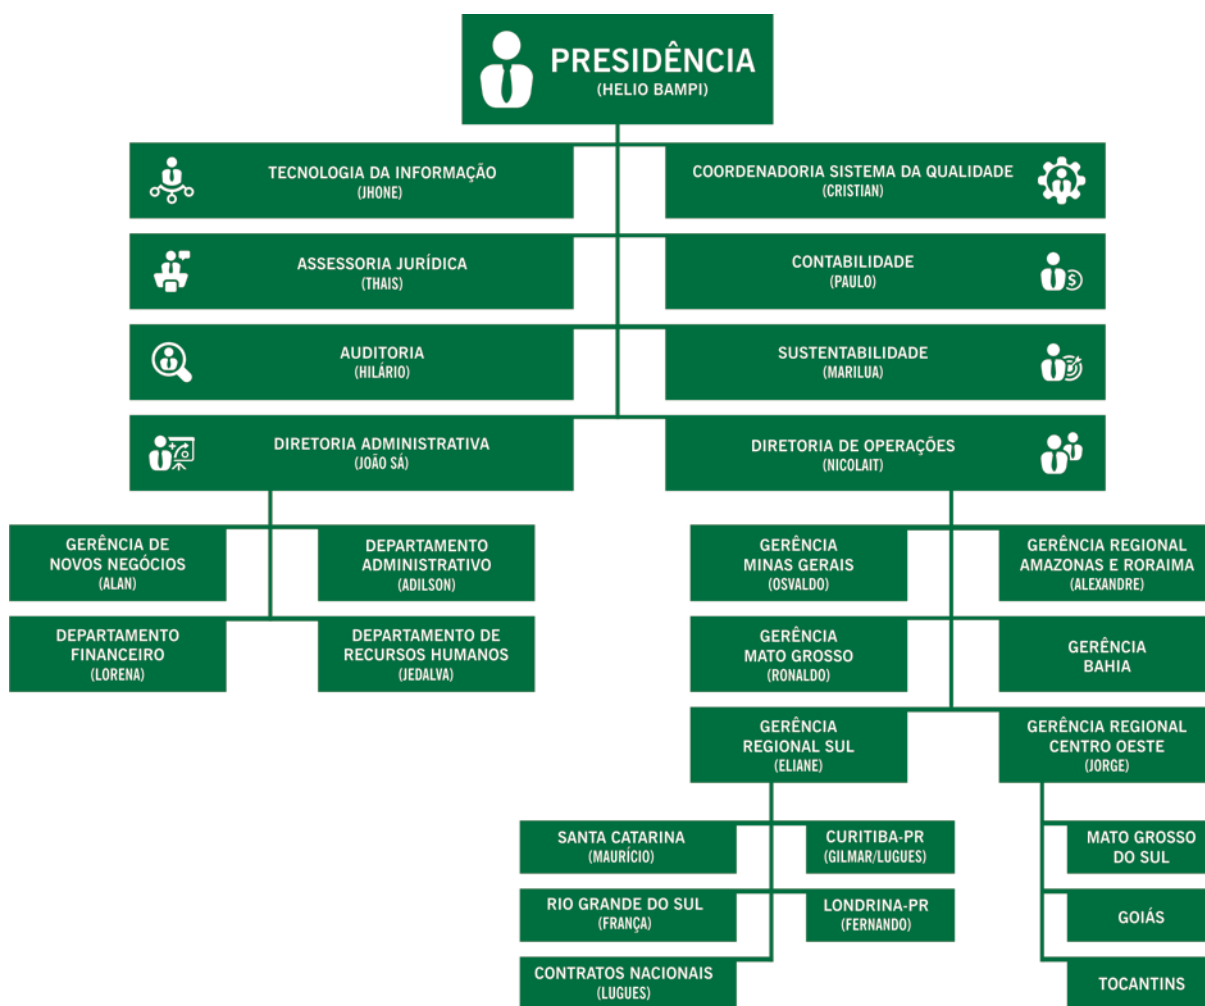 PRESIDÊNCIA
(HELIO BAMPI)
TECNOLOGIA DA INFORMAÇÃO
(JHONE)
COORDENADORIA SISTEMA DA QUALIDADE
(CRISTIAN)
ASSESSORIA JURÍDICA
(THAIS)
CONTABILIDADE
(PAULO)
AUDITORIA
(HILÁRIO)
SUSTENTABILIDADE
(MARILUA)
DIRETORIA ADMINISTRATIVA
(JOÃO SÁ)
DIRETORIA DE OPERAÇÕES
(NICOLAIT)
GERÊNCIA DE
NOVOS NEGÓCIOS
(ALAN)
DEPARTAMENTO
ADMINISTRATIVO
(ADILSON)
GERÊNCIA
MINAS GERAIS
(OSVALDO)
GERÊNCIA REGIONAL
AMAZONAS E RORAIMA
(ALEXANDRE)
DEPARTAMENTO
FINANCEIRO
(LORENA)
DEPARTAMENTO DE
RECURSOS HUMANOS
(JEDALVA)
GERÊNCIA
MATO GROSSO
(RONALDO)
GERÊNCIA
BAHIA
GERÊNCIA
REGIONAL SUL
(ELIANE)
GERÊNCIA REGIONAL
CENTRO OESTE
(JORGE)
SANTA CATARINA
(MAURÍCIO)
CURITIBA-PR
(GILMAR/LUGUES)
MATO GROSSO
DO SUL
RIO GRANDE DO SUL
(FRANÇA)
LONDRINA-PR
(FERNANDO)
GOIÁS
CONTRATOS NACIONAIS
(LUGUES)
TOCANTINS
$